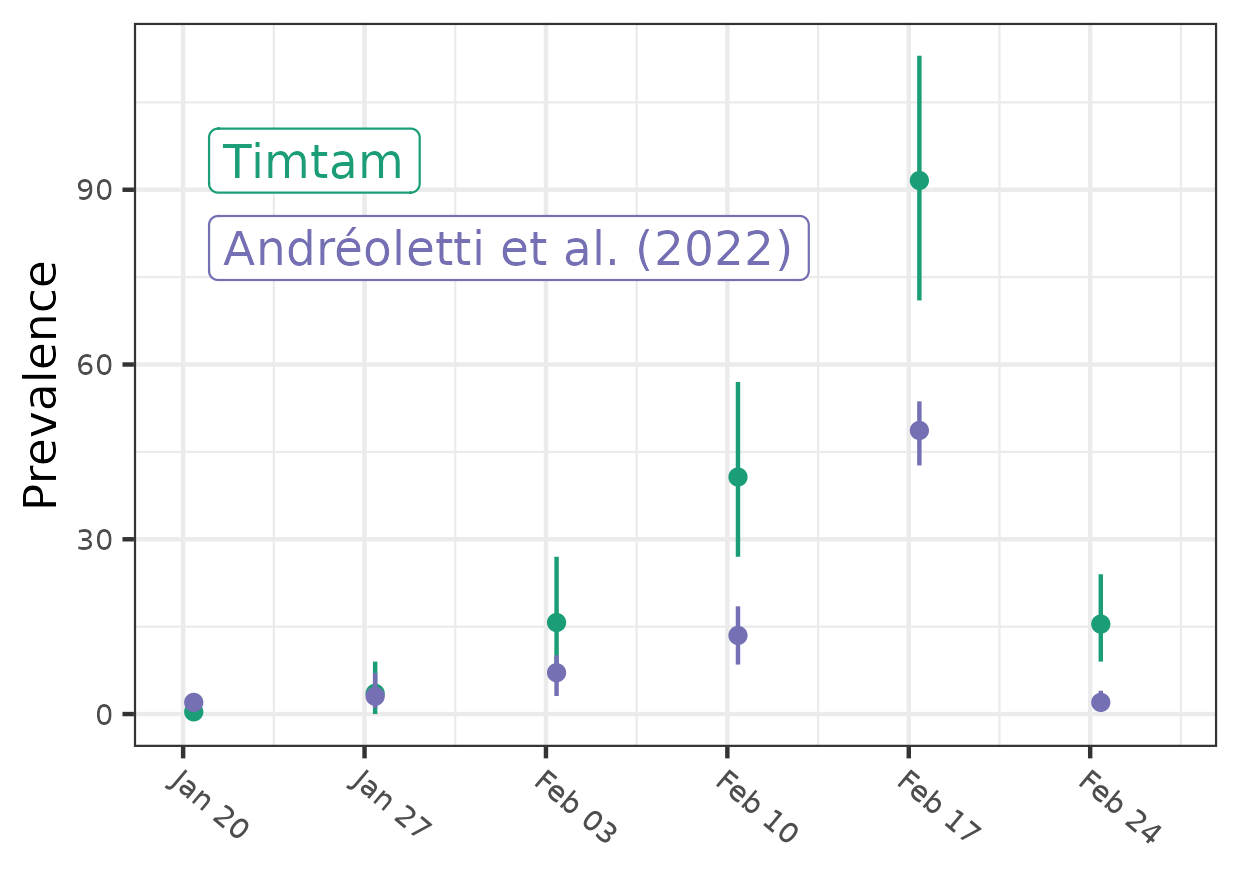 Timtam
Andréoletti et al. (2022)
Prevalence
90
60
30
0
Jan 20
Jan 27
Feb 03
Feb 10
Feb 17
Feb 24